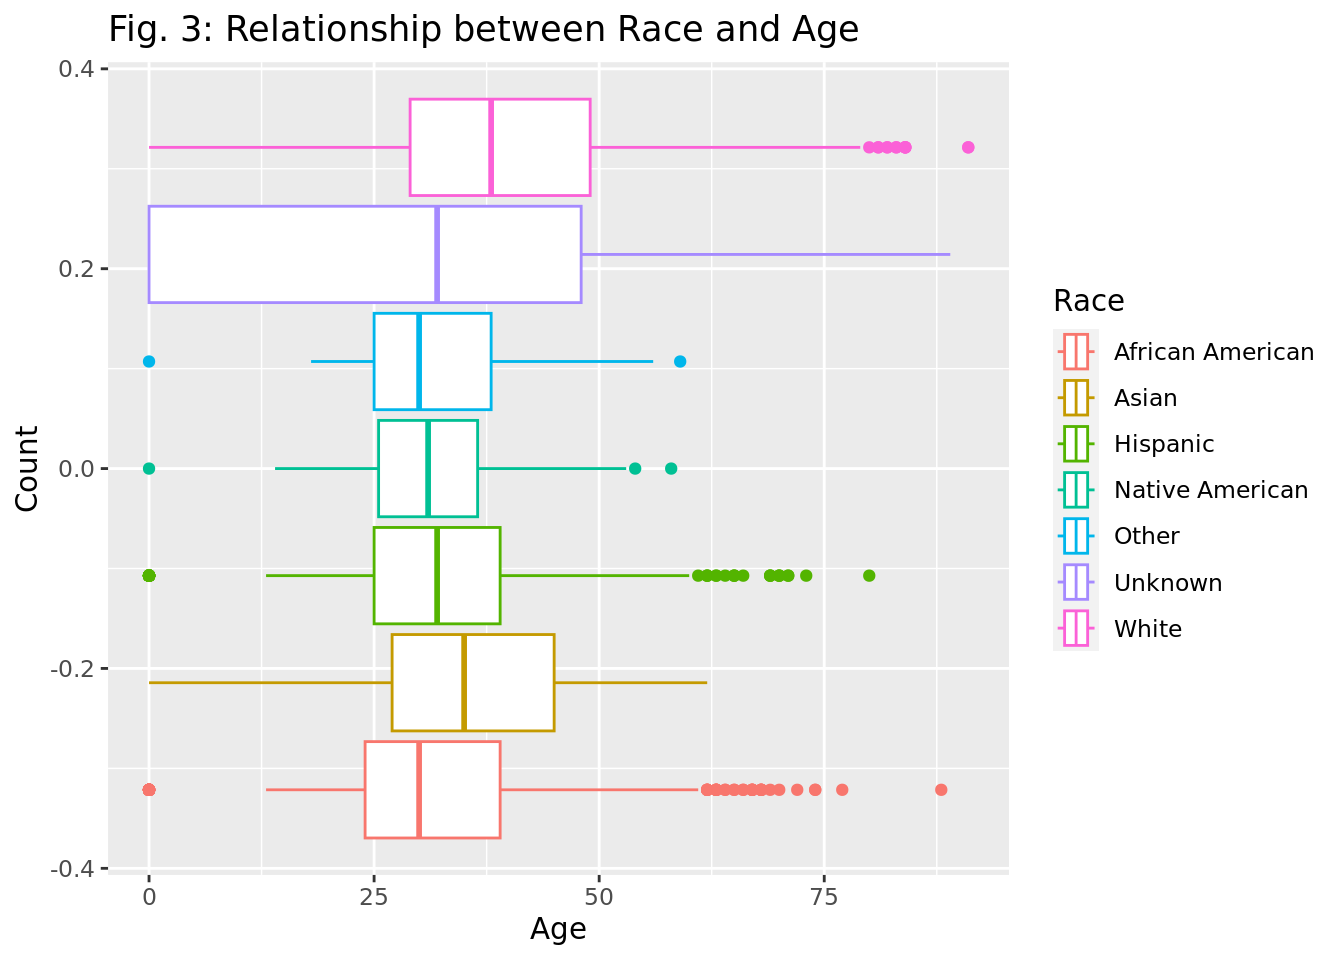 Fig. 3: Relationship between Race and Age
0.4
0.2
0.0
-0.2
-0.4
Count
0
25
50
75
Age
Race
African American
Asian
Hispanic
Native American
Other
Unknown
White